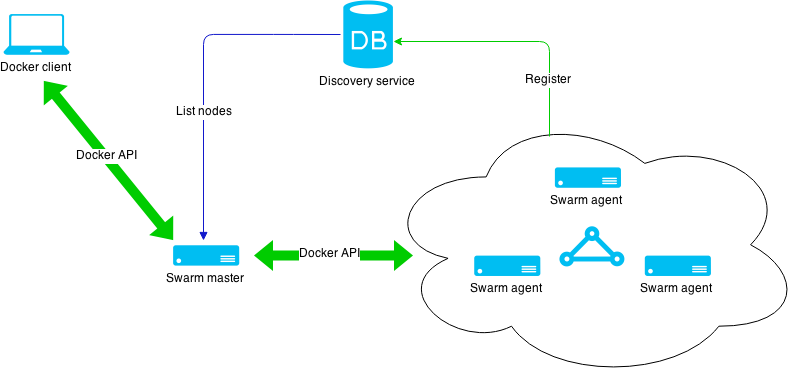 DB
Docker client
Discovery service
Register
List nodes
Docker API
Swarm agent
Docker API
Swarm master
Swarm agent
Swarm agent